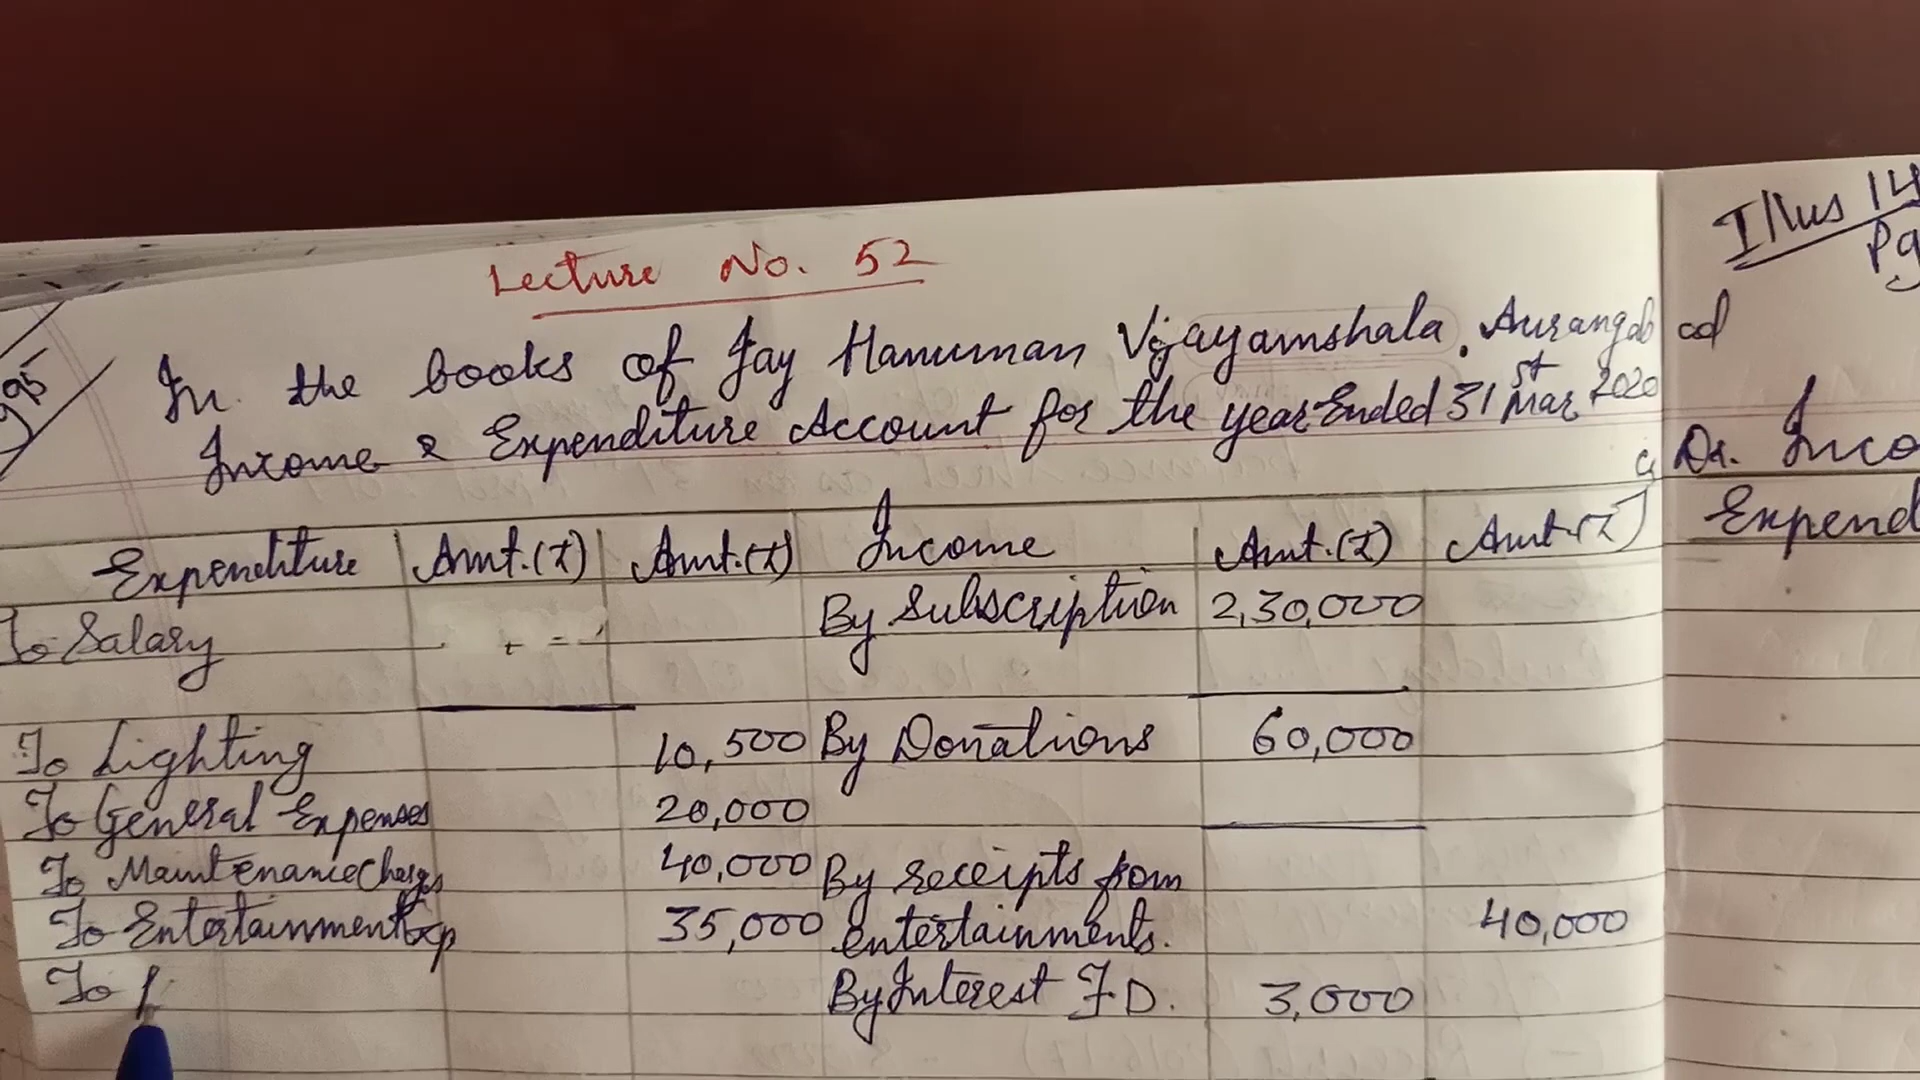 Lecture No. 52
In the books of Jay Hanuman Vyayamshala, Aurangabad
Income & Expenditure Account for the year Ended 31st Mar 2020
Expenditure Amt.(₹) Amt.(₹) Income Amt.(₹) Amt.(₹)
To Salary By Subscription 2,30,000
To Lighting 10,500 By Donations 60,000
To General Expenses 20,000
To Maintenance Charges 40,000 By receipts from
To Entertainment Exp 35,000 entertainments. 40,000
To By Interest F.D. 3,000
Illus 14
Pg
Dr. Inco
Expend